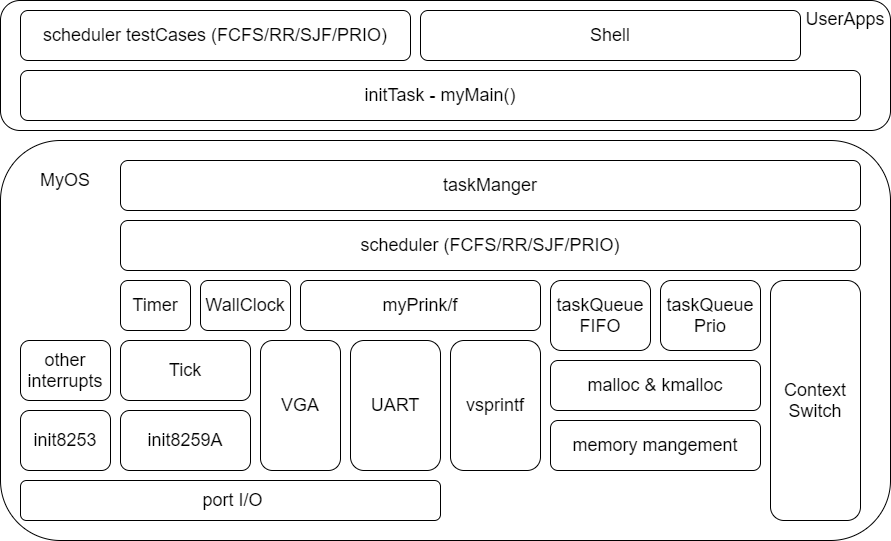 UserApps
scheduler testCases (FCFS/RR/SJF/PRIO)
Shell
initTask - myMain()
MyOS
taskManger
scheduler (FCFS/RR/SJF/PRIO)
Timer
WallClock
myPrink/f
taskQueue
FIFO
taskQueue
Prio
other
interrupts
Tick
VGA
UART
vsprintf
malloc & kmalloc
Context
Switch
init8253
init8259A
memory mangement
port I/O